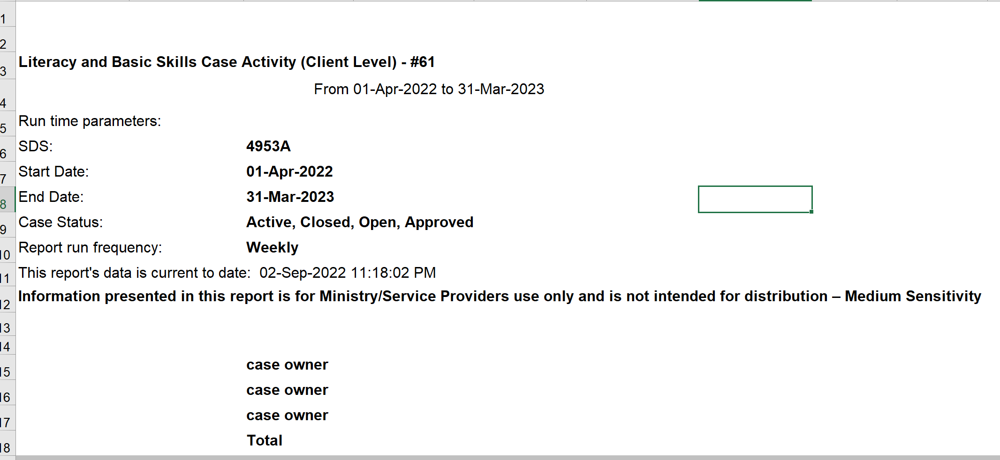 1
2
3 Literacy and Basic Skills Case Activity (Client Level) - #61
4 From 01-Apr-2022 to 31-Mar-2023
5 Run time parameters:
6 SDS: 4953A
7 Start Date: 01-Apr-2022
8 End Date: 31-Mar-2023
9 Case Status: Active, Closed, Open, Approved
10 Report run frequency: Weekly
11 This report's data is current to date: 02-Sep-2022 11:18:02 PM
12 Information presented in this report is for Ministry/Service Providers use only and is not intended for distribution – Medium Sensitivity
13
14
15 case owner
16 case owner
17 case owner
18 Total